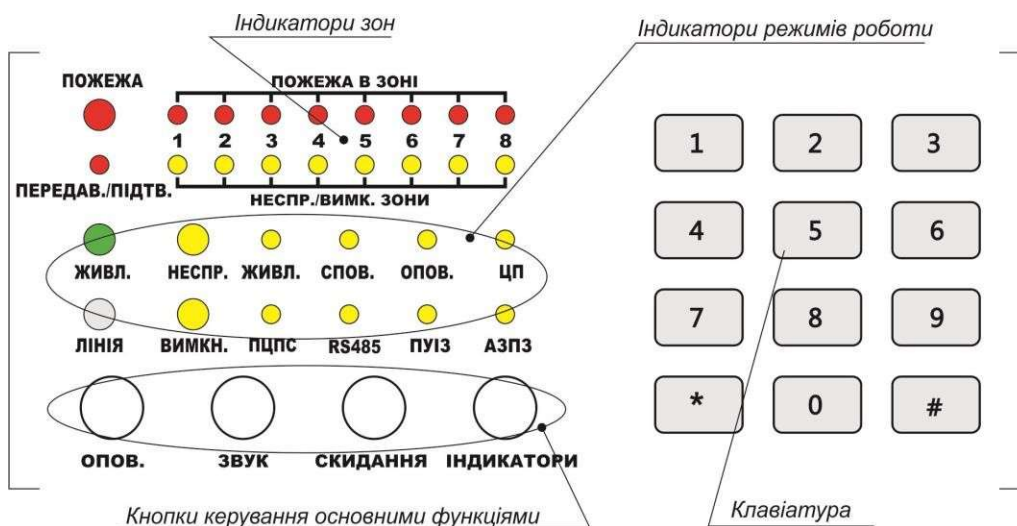 Індикатори зон
Індикатори режимів роботи
ПОЖЕЖА
ПОЖЕЖА В ЗОНІ
1 2 3 4 5 6 7 8
ПЕРЕДАВ./ПІДТВ.
НЕСПР./ВИМК. ЗОНИ
ЖИВЛ. НЕСПР. ЖИВЛ. СПОВ. ОПОВ. ЦП
ЛІНІЯ ВИМКН. ПЦПС RS485 ПУІЗ АЗПЗ
ОПОВ. ЗВУК СКИДАННЯ ІНДИКАТОРИ
1 2 3
4 5 6
7 8 9
* 0 #
Кнопки керування основними функціями
Клавіатура